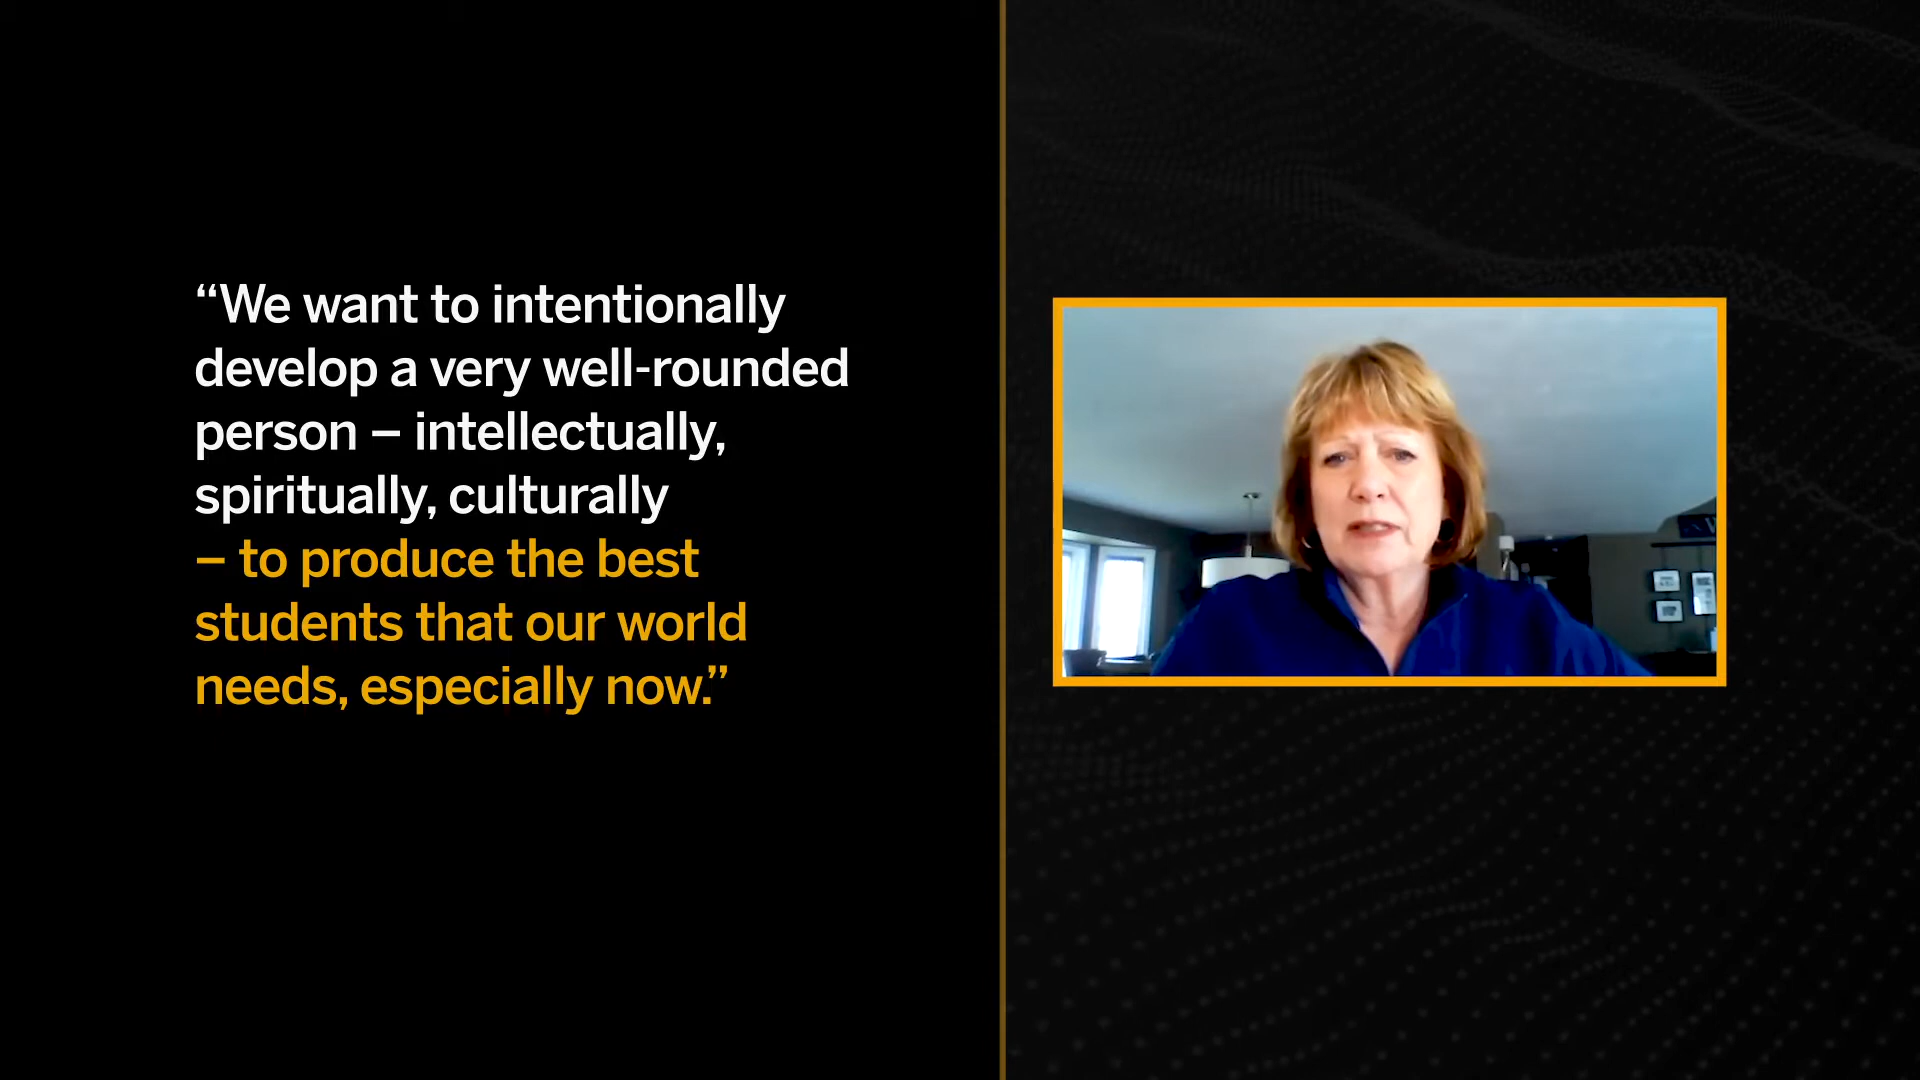 “We want to intentionally
develop a very well-rounded
person – intellectually,
spiritually, culturally
– to produce the best
students that our world
needs, especially now.”